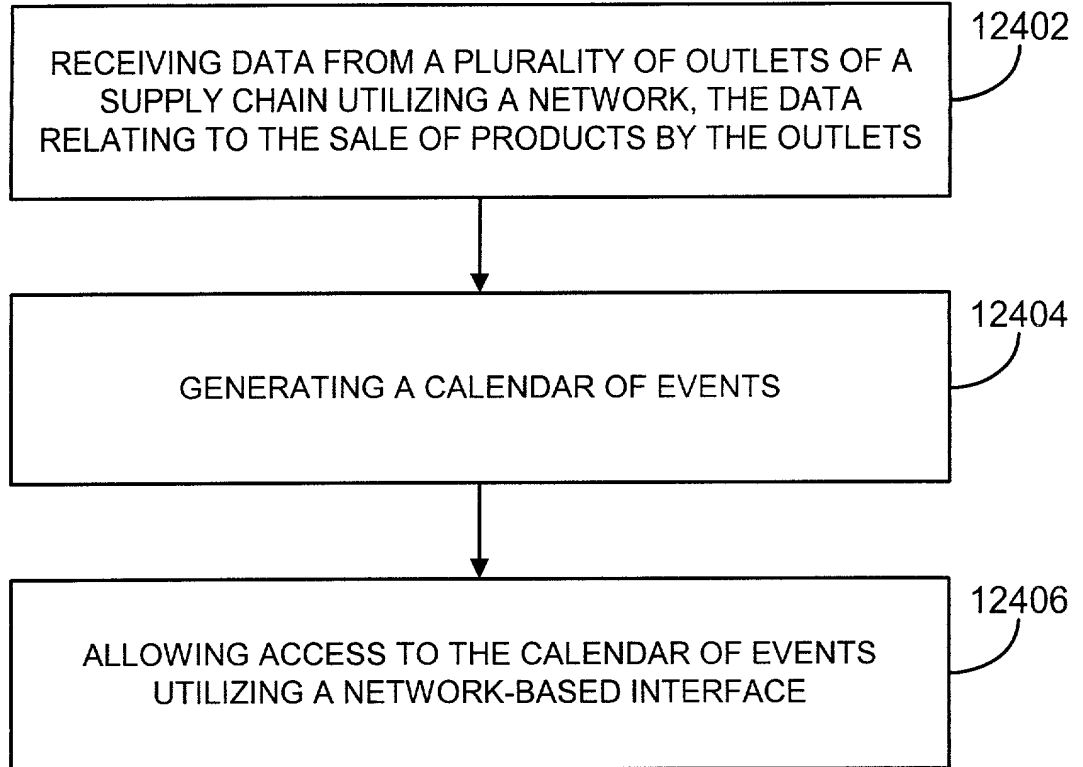 12402
RECEIVING DATA FROM A PLURALITY OF OUTLETS OF A
SUPPLY CHAIN UTILIZING A NETWORK, THE DATA
RELATING TO THE SALE OF PRODUCTS BY THE OUTLETS
12404
GENERATING A CALENDAR OF EVENTS
12406
ALLOWING ACCESS TO THE CALENDAR OF EVENTS
UTILIZING A NETWORK-BASED INTERFACE